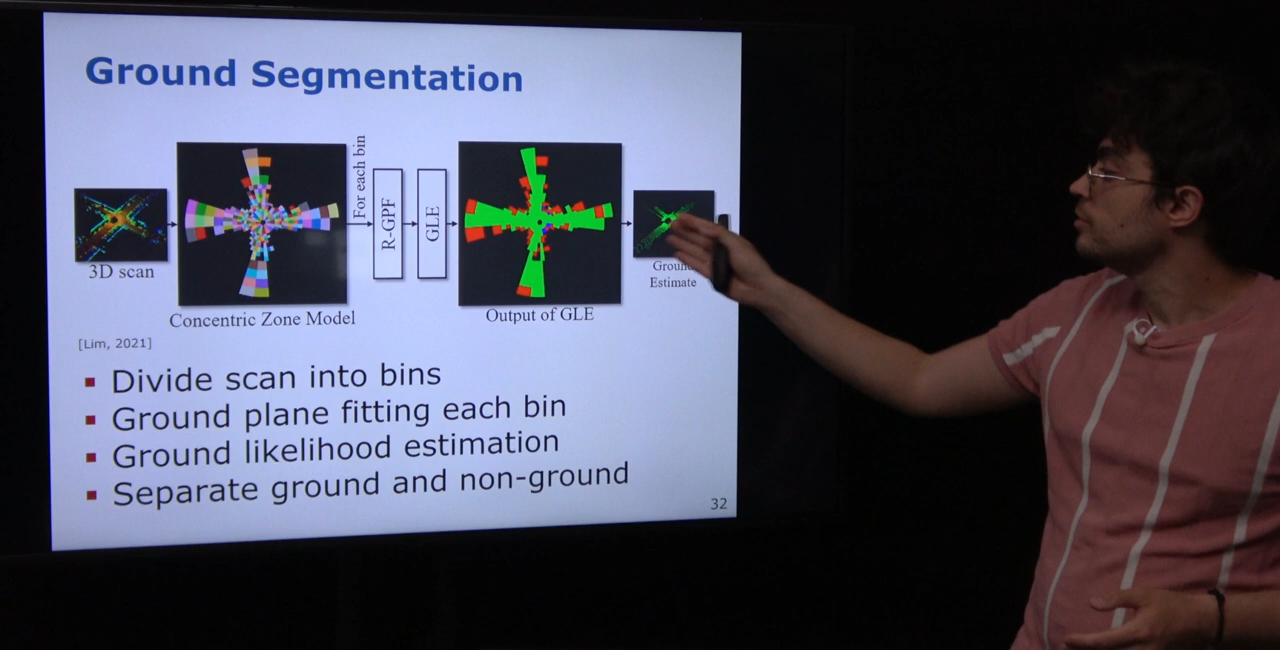 Ground Segmentation
For each bin
R-GPF
GLE
3D scan
Concentric Zone Model
Output of GLE
Estimate
[Lim, 2021]
▪ Divide scan into bins
▪ Ground plane fitting each bin
▪ Ground likelihood estimation
▪ Separate ground and non-ground
32